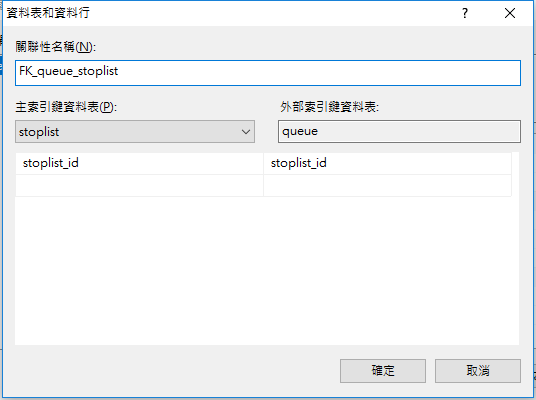 資料表和資料行
?
關聯性名稱(N):
FK_queue_stoplist
主索引鍵資料表(P):
外部索引鍵資料表:
stoplist
queue
stoplist_id
stoplist_id
確定
取消